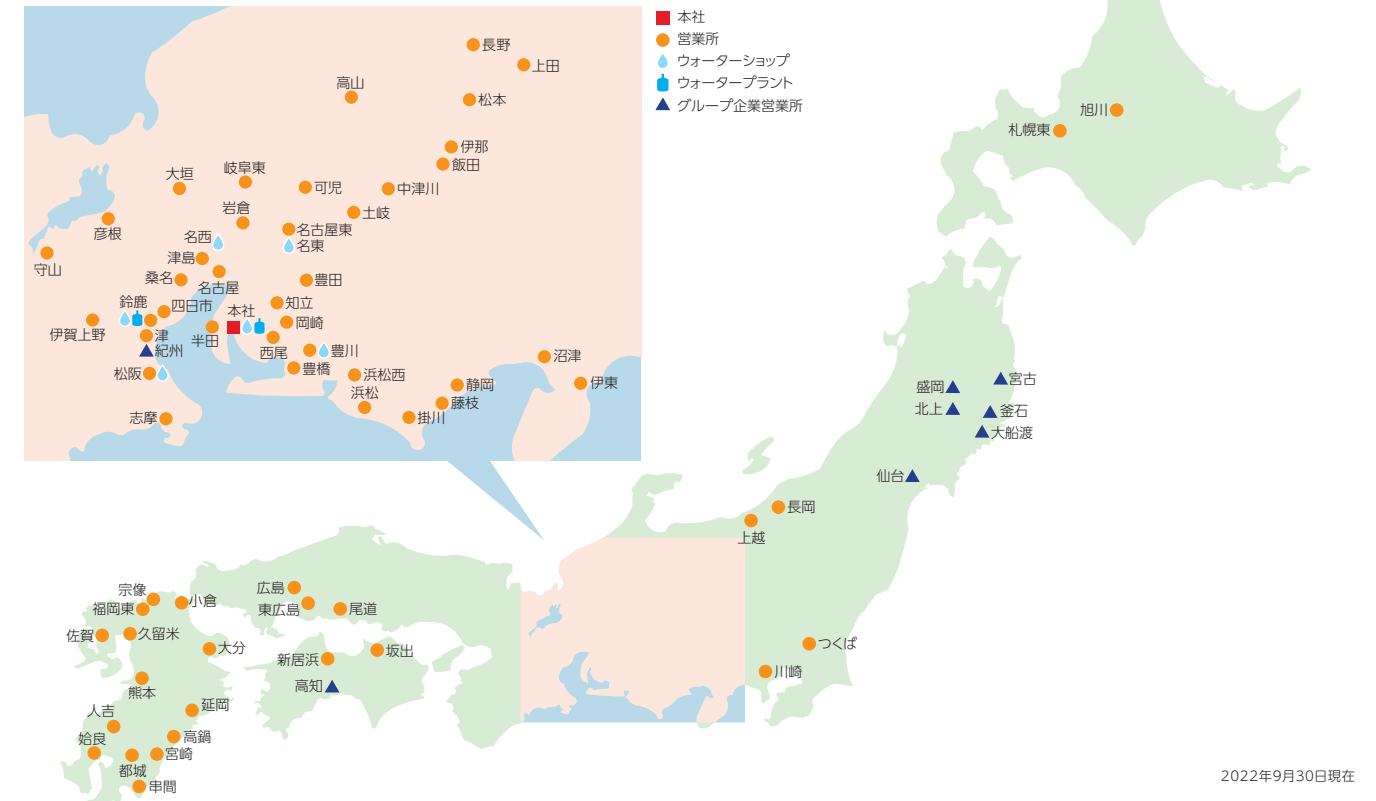 本社
営業所
ウォーターショップ
ウォータープラント
グループ企業営業所
長野
上田
高山
松本
伊那
飯田
大垣
岐阜東
可児
中津川
土岐
岩倉
彦根
名古屋東
名西
名東
守山
津島
桑名
名古屋
豊田
鈴鹿
四日市
本社
知立
伊賀上野
岡崎
津
半田
紀州
西尾
豊川
松阪
豊橋
浜松西
浜松
沼津
静岡
伊東
藤枝
志摩
掛川
旭川
札幌東
宮古
盛岡
北上
釜石
大船渡
仙台
長岡
上越
つくば
川崎
広島
東広島
尾道
宗像
福岡東
小倉
佐賀
久留米
大分
新居浜
坂出
高知
熊本
延岡
人吉
高鍋
姶良
宮崎
都城
串間
2022年9月30日現在